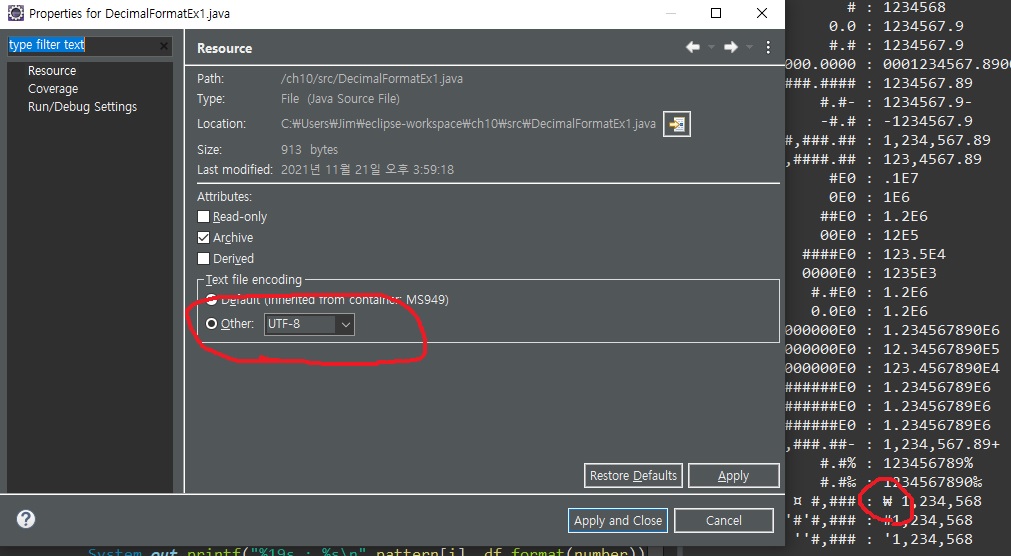 Properties for DecimalFormatEx1.java
type filter text
Resource
Coverage
Run/Debug Settings
Resource
Path: /ch10/src/DecimalFormatEx1.java
Type: File (Java Source File)
Location: C:₩Users₩Jim₩eclipse-workspace₩ch10₩src₩DecimalFormatEx1.java
Size: 913 bytes
Last modified: 2021년 11월 21일 오후 3:59:18
Attributes:
Read-only
Archive
Derived
Text file encoding
Default (inherited from container: MS949)
Other: UTF-8
Restore Defaults Apply
Apply and Close Cancel
# : 1234568
0.0 : 1234567.9
#.# : 1234567.9
000.0000 : 0001234567.8900
###.#### : 1234567.89
#.#- : 1234567.9-
-#.# : -1234567.9
#,###.## : 1,234,567.89
,####.## : 123,4567.89
#E0 : .1E7
0E0 : 1E6
##E0 : 1.2E6
00E0 : 12E5
####E0 : 123.5E4
0000E0 : 1235E3
#.#E0 : 1.2E6
0.0E0 : 1.2E6
000000E0 : 1.234567890E6
000000E0 : 12.34567890E5
000000E0 : 123.4567890E4
######E0 : 1.23456789E6
######E0 : 1.23456789E6
######E0 : 1.23456789E6
,###.##- : 1,234,567.89+
#.#% : 123456789%
#.#% : 1234567890%
¤ #,### : ₩ 1,234,568
'#'#,### : #1,234,568
''#,### : '1,234,568
System.out.printf("%19s : %s\n",pattern[i], df.format(number))